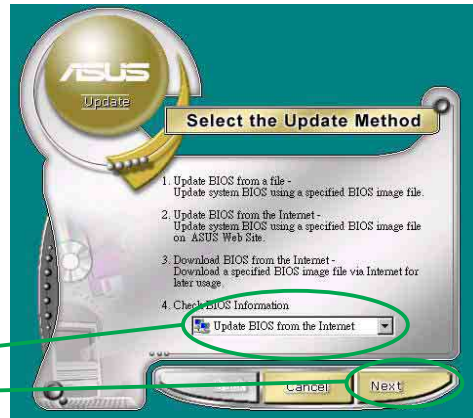 ASUS
Update
Select the Update Method
1. Update BIOS from a file -
Update system BIOS using a specified BIOS image file.
2. Update BIOS from the Internet -
Update system BIOS using a specified BIOS image file
on ASUS Web Site.
3. Download BIOS from the Internet -
Download a specified BIOS image file via Internet for
later usage.
4. Check BIOS Information
Update BIOS from the Internet
Cancel
Next